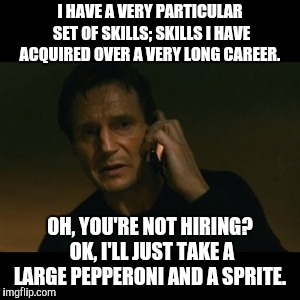 I HAVE A VERY PARTICULAR
SET OF SKILLS; SKILLS I HAVE
ACQUIRED OVER A VERY LONG CAREER.
OH, YOU'RE NOT HIRING?
OK, I'LL JUST TAKE A
LARGE PEPPERONI AND A SPRITE.
imgflip.com